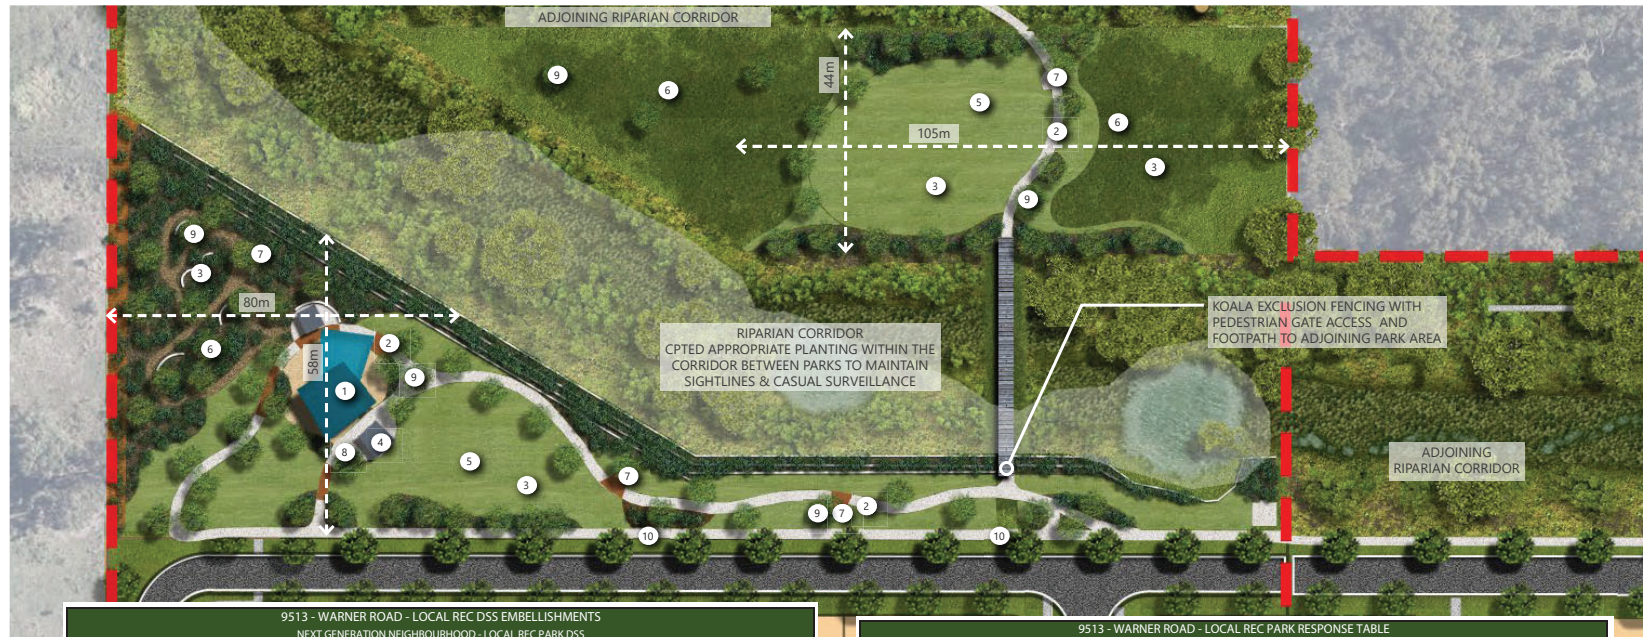 ADJOINING RIPARIAN CORRIDOR
9
6
44m
5
7
2
6
105m
3
3
9
9
7
3
80m
6
58m
2
1
9
4
8
5
3
7
RIPARIAN CORRIDOR
CPTED APPROPRIATE PLANTING WITHIN THE
CORRIDOR BETWEEN PARKS TO MAINTAIN
SIGHTLINES & CASUAL SURVEILLANCE
KOALA EXCLUSION FENCING WITH
PEDESTRIAN GATE ACCESS AND
FOOTPATH TO ADJOINING PARK AREA
ADJOINING
RIPARIAN CORRIDOR
9
7
2
10
10
9513 - WARNER ROAD - LOCAL REC DSS EMBELLISHMENTS
NEXT GENERATION NEIGHBOURHOOD - LOCAL REC PARK DSS
9513 - WARNER ROAD - LOCAL REC PARK RESPONSE TABLE